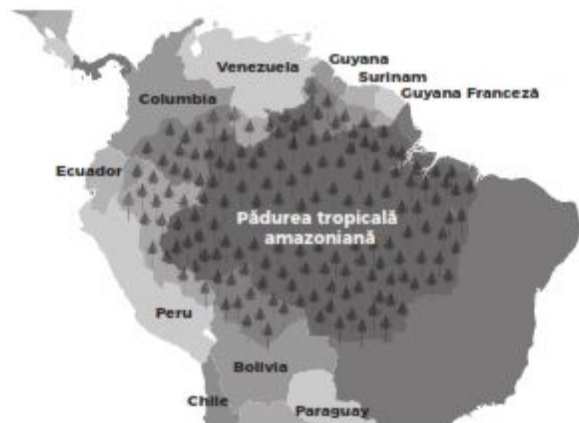 Venezuela
Guyana
Surinam
Guyana Franceză
Columbia
Ecuador
Pădurea tropicală
amazoniană
Peru
Bolivia
Chile
Paraguay